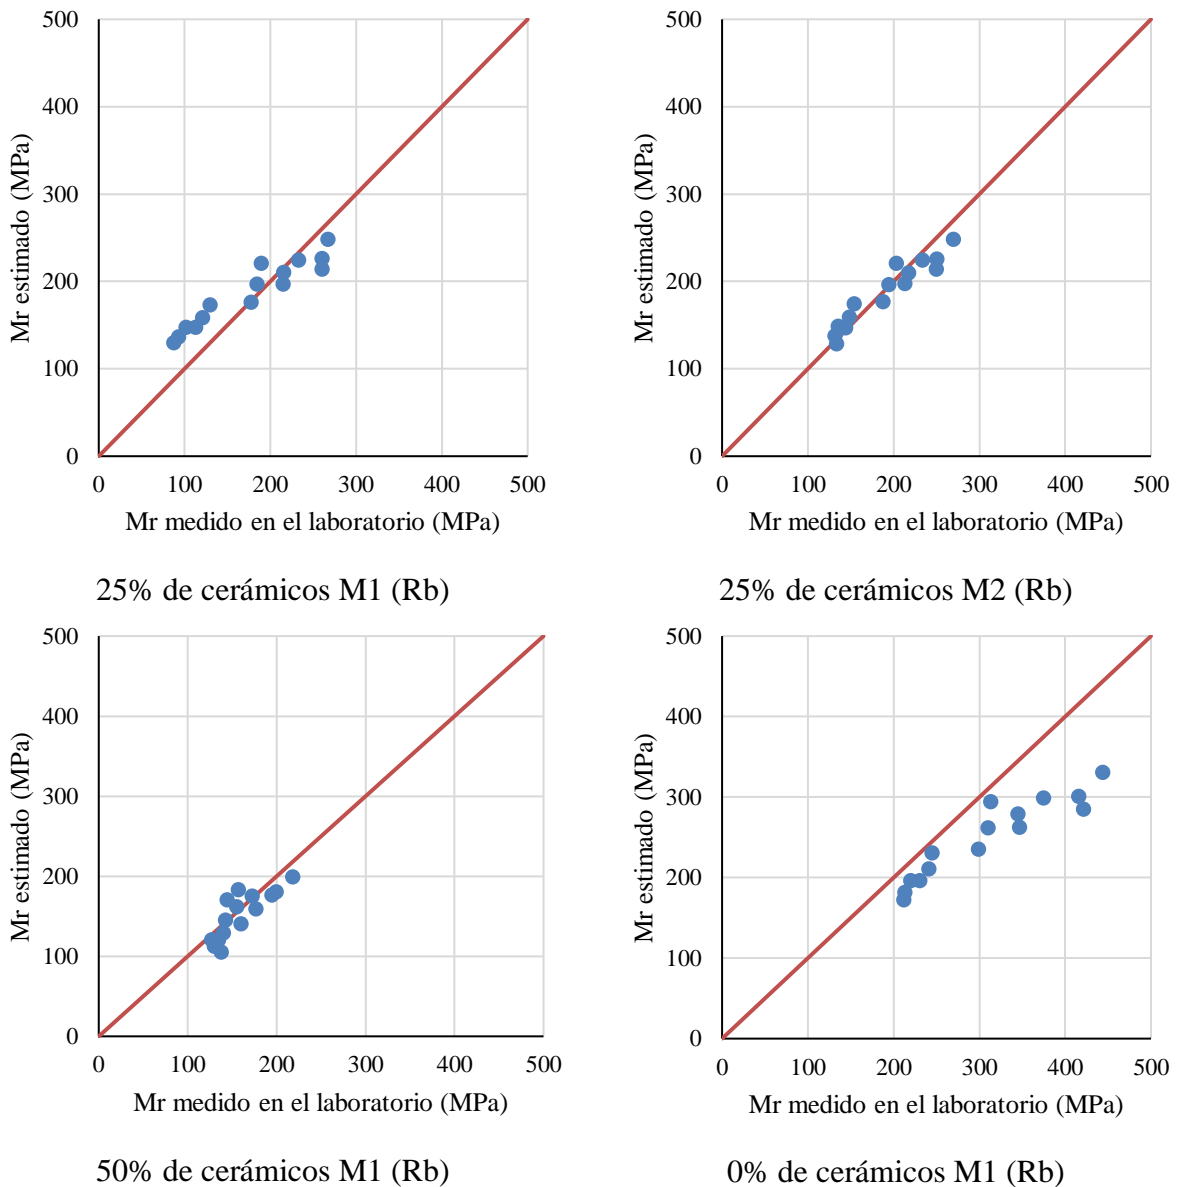 500
400
300
200
100
0
0 100 200 300 400 500
Mr estimado (MPa)
Mr medido en el laboratorio (MPa)
25% de cerámicos M1 (Rb)
500
400
300
200
100
0
0 100 200 300 400 500
Mr estimado (MPa)
Mr medido en el laboratorio (MPa)
25% de cerámicos M2 (Rb)
500
400
300
200
100
0
0 100 200 300 400 500
Mr estimado (MPa)
Mr medido en el laboratorio (MPa)
50% de cerámicos M1 (Rb)
500
400
300
200
100
0
0 100 200 300 400 500
Mr estimado (MPa)
Mr medido en el laboratorio (MPa)
0% de cerámicos M1 (Rb)